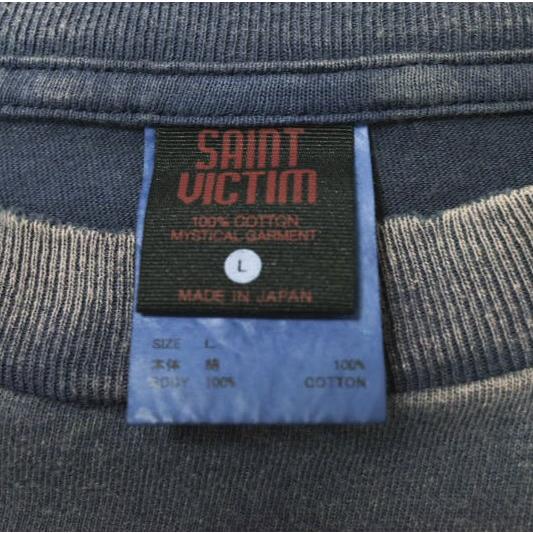 SAINT
VICTIM
100% COTTON
MYSTICAL GARMENT
L
MADE IN JAPAN
SIZE L
本体 綿 100%
BODY 100% COTTON